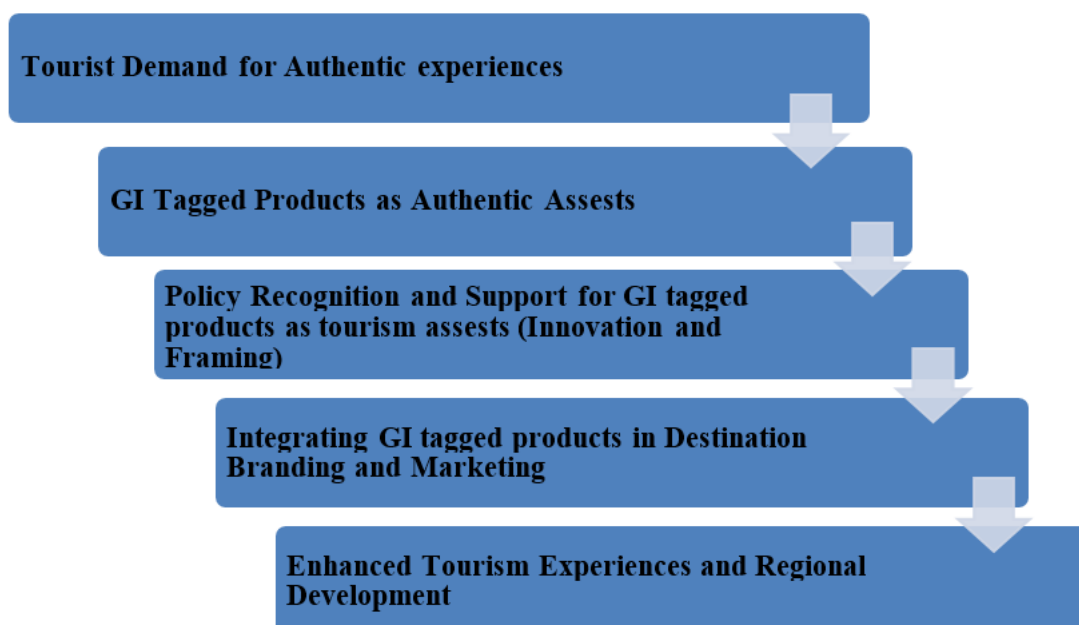 Tourist Demand for Authentic experiences
GI Tagged Products as Authentic Assests
Policy Recognition and Support for GI tagged
products as tourism assests (Innovation and
Framing)
Integrating GI tagged products in Destination
Branding and Marketing
Enhanced Tourism Experiences and Regional
Development